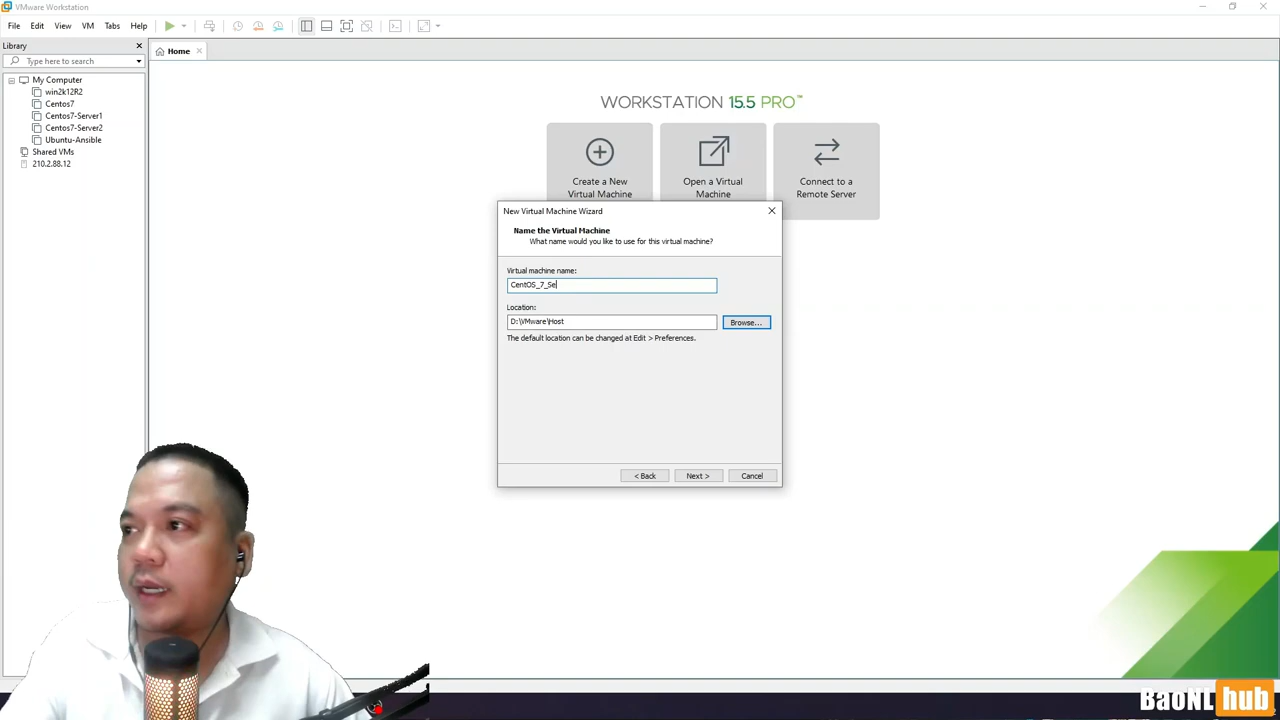 VMware Workstation
File Edit View VM Tabs Help
Library
Home
Type here to search
My Computer
win2k12R2
Centos7
Centos7-Server1
Centos7-Server2
Ubuntu-Ansible
Shared VMs
210.2.88.12
WORKSTATION 15.5 PRO™
Create a New
Virtual Machine
Open a Virtual
Machine
Connect to a
Remote Server
New Virtual Machine Wizard
Name the Virtual Machine
What name would you like to use for this virtual machine?
Virtual machine name:
CentOS_7_Se
Location:
D:\VMware\Host
Browse...
The default location can be changed at Edit > Preferences.
< Back
Next >
Cancel
BaoNL hub